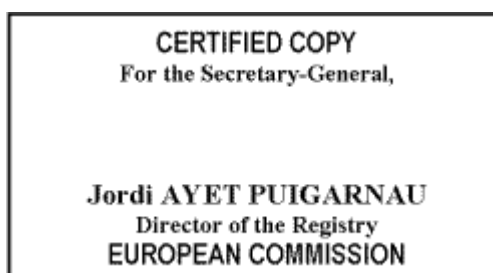 CERTIFIED COPY
For the Secretary-General,
Jordi AYET PUIGARNAU
Director of the Registry
EUROPEAN COMMISSION